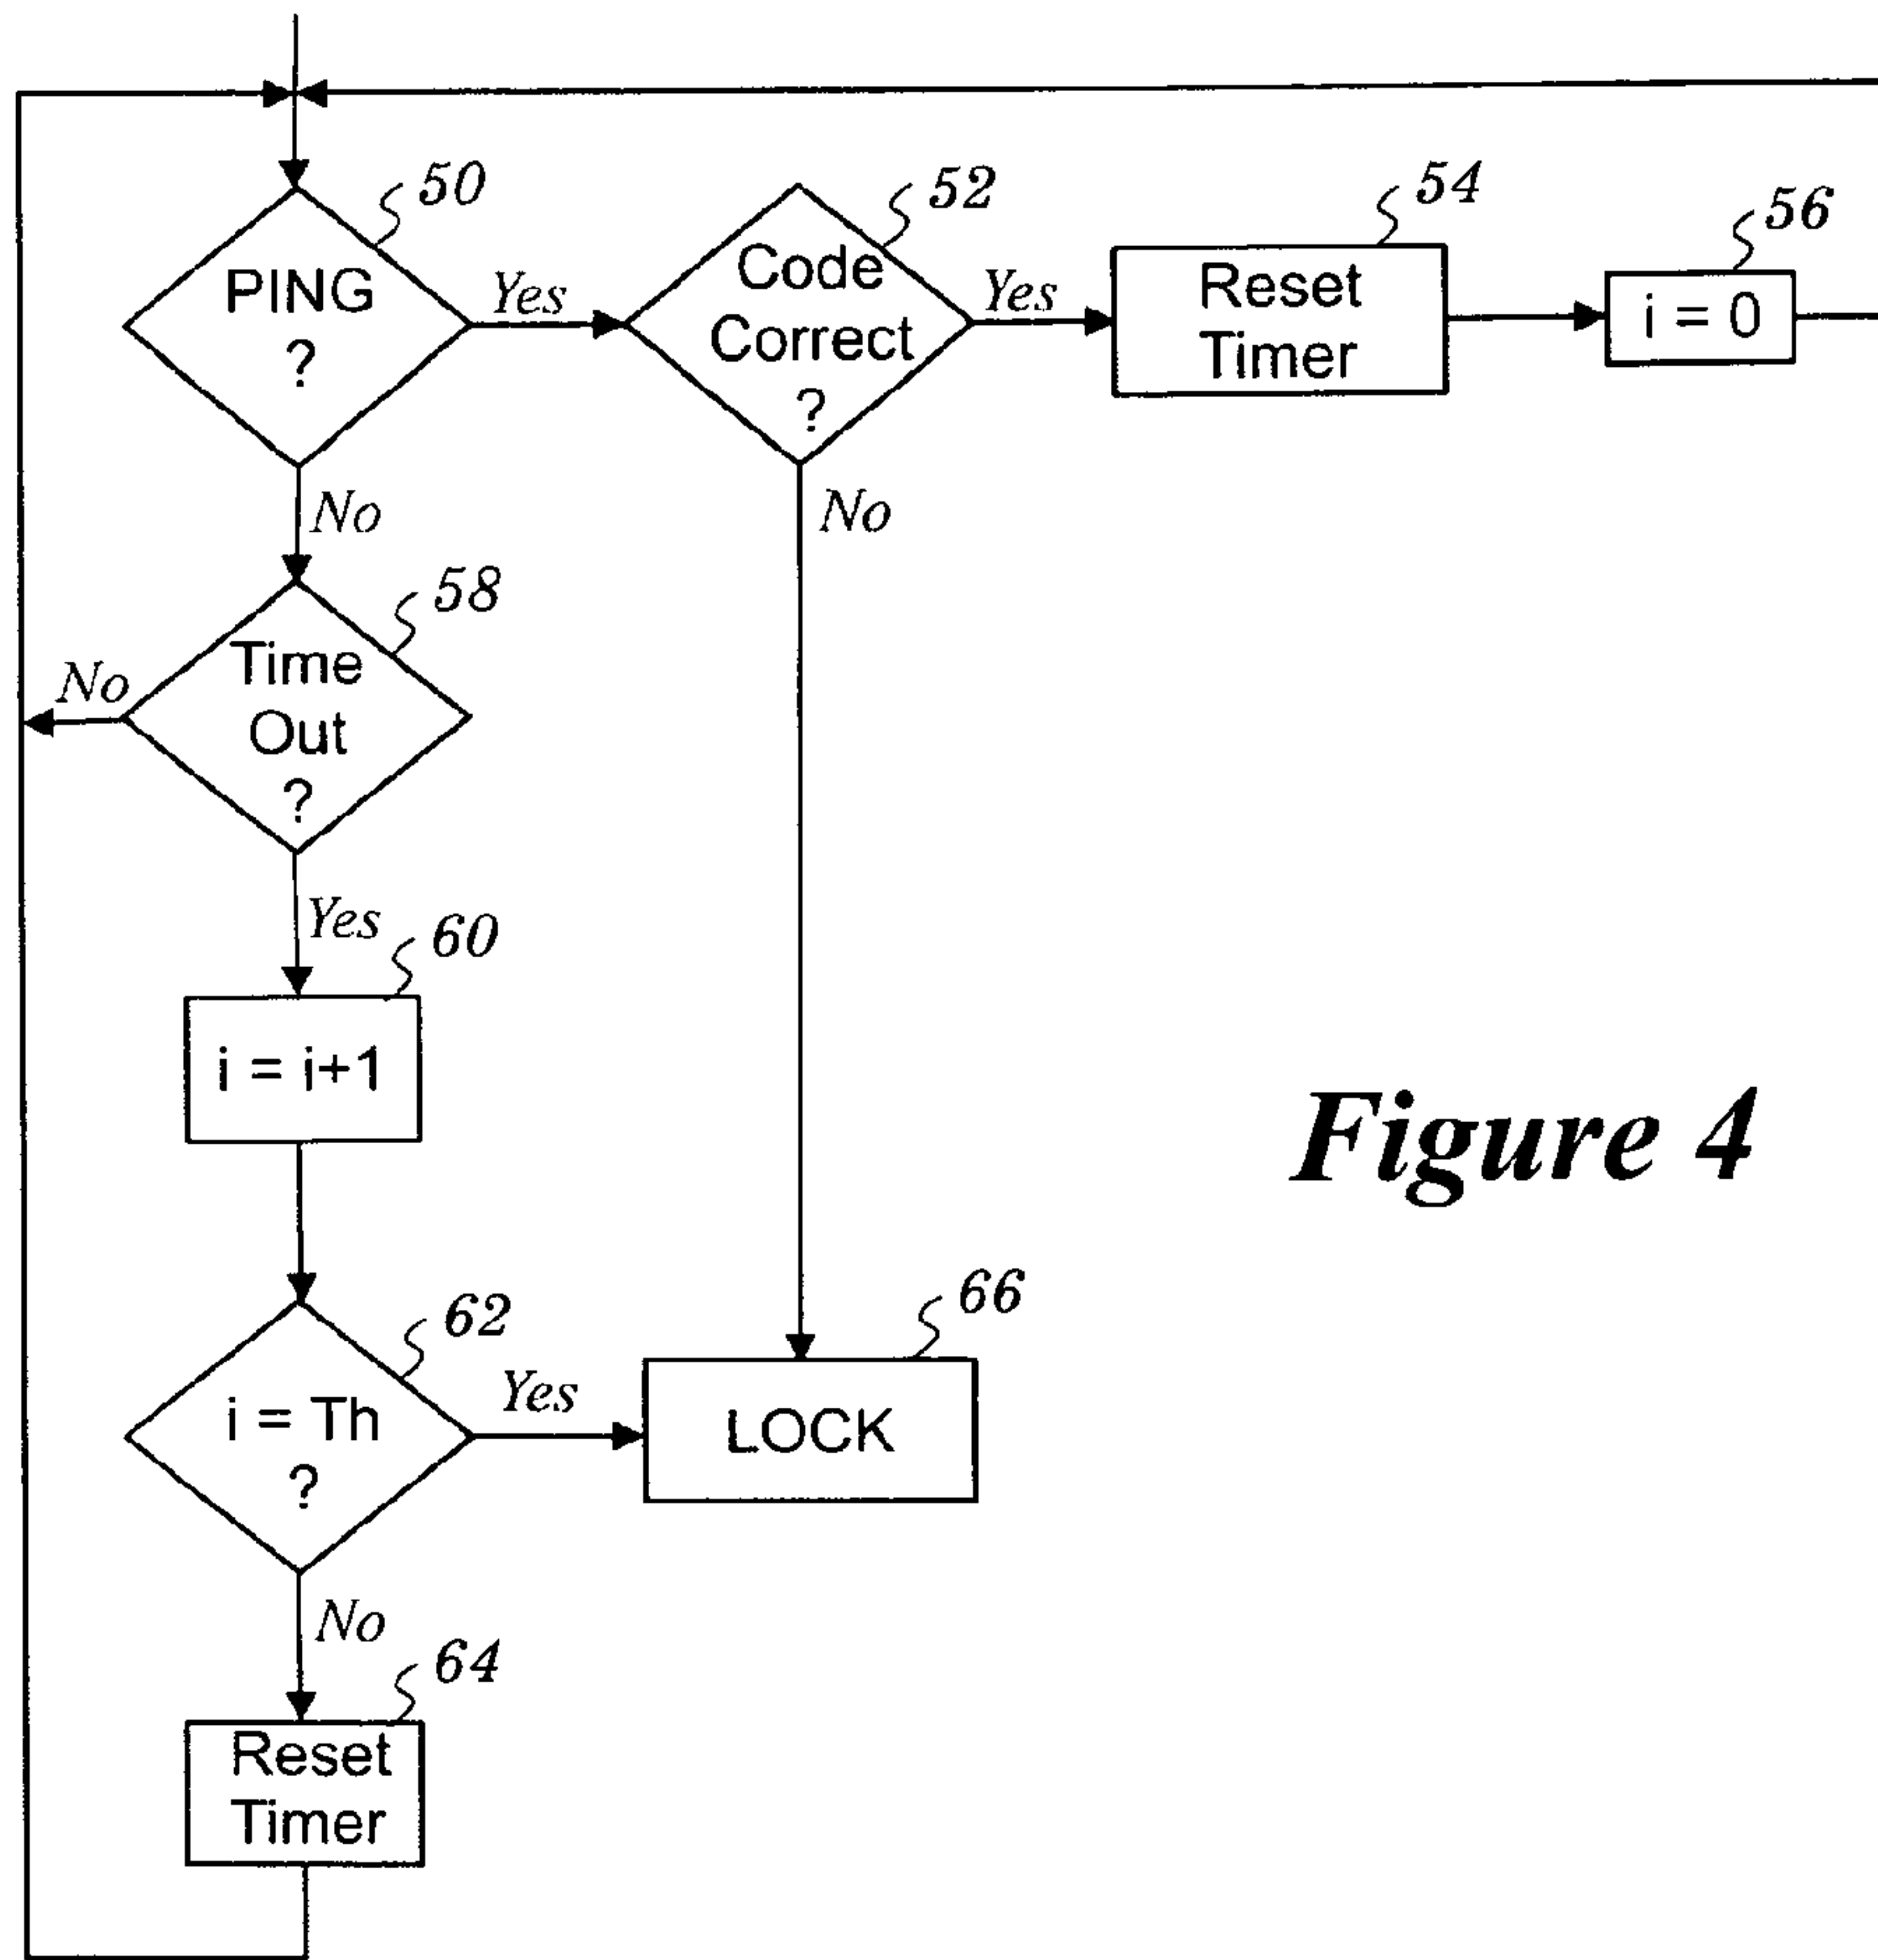 50
PING
?
Yes
No
52
Code
Correct
?
Yes
No
54
Reset
Timer
56
i = 0
58
Time
Out
?
No
Yes
60
i = i+1
62
i = Th
?
Yes
No
66
LOCK
64
Reset
Timer
Figure 4